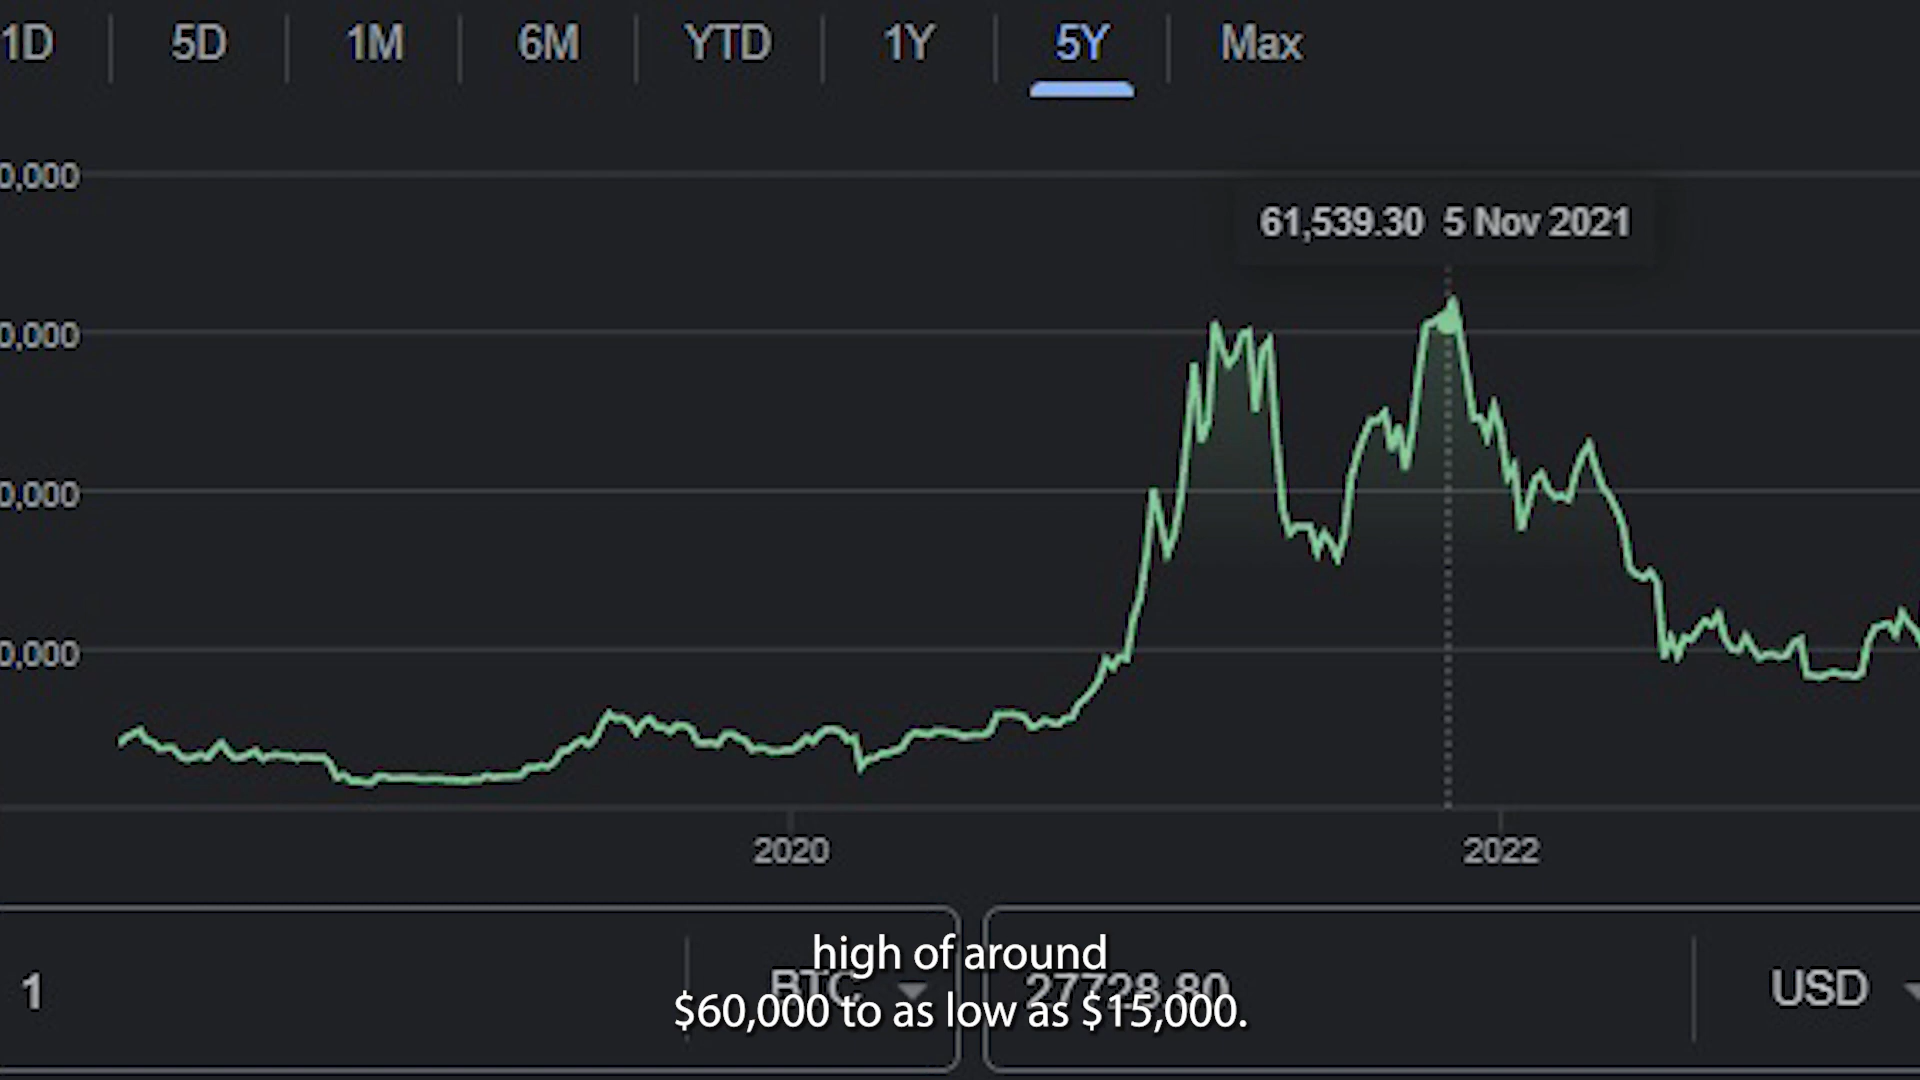 1D 5D 1M 6M YTD 1Y 5Y Max
0,000
61,539.30 5 Nov 2021
0,000
0,000
0,000
2020 2022
1 BTC 27728.80 USD
high of around
$60,000 to as low as $15,000.